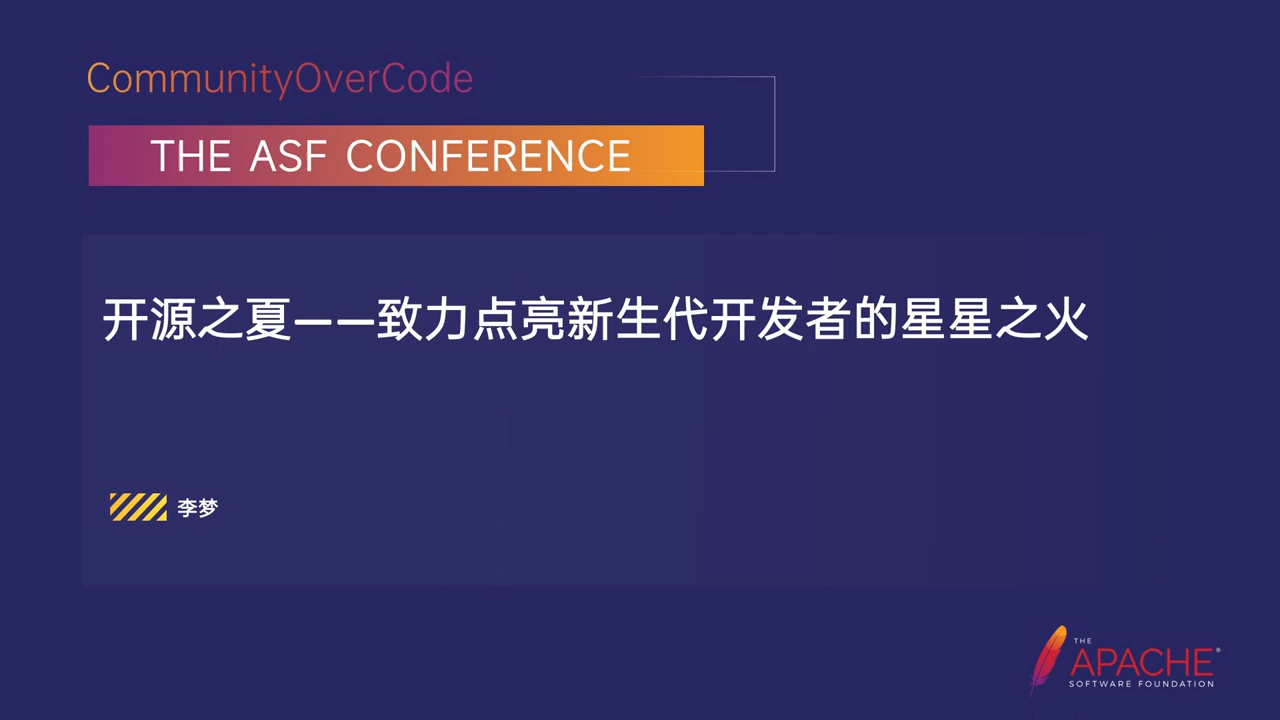 CommunityOverCode
THE ASF CONFERENCE
开源之夏——致力点亮新生代开发者的星星之火
李梦
THE
APACHE®
SOFTWARE FOUNDATION